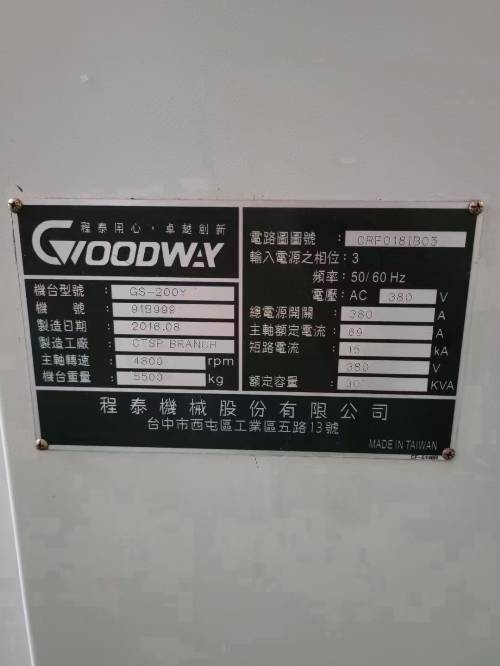 程泰用心，卓越創新
GOODWAY
機台型號：GS-200Y
機號：91B999
製造日期：2018.08
製造工廠：CTSP BRANCH
主軸轉速：4800 rpm
機台重量：5500 kg
電路圖圖號：CRF0181B03
輸入電源之相位：3
頻率：50/60 Hz
電壓：AC 380 V
總電源開關：380 A
主軸額定電流：69 A
短路電流：15 kA
380 V
額定容量：KVA
程泰機械股份有限公司
台中市西屯區工業區五路13號
MADE IN TAIWAN